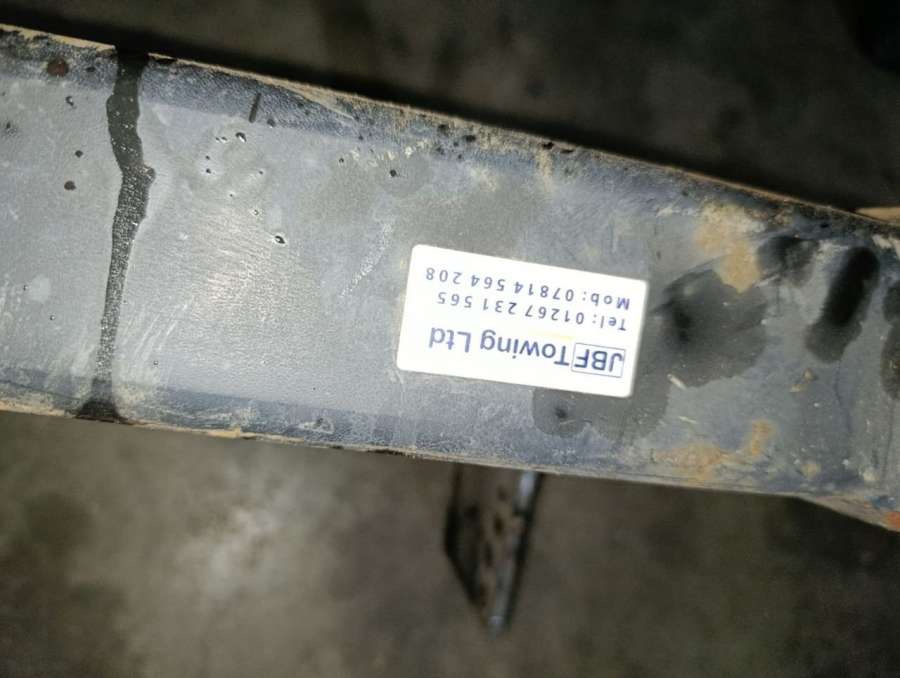 JBF Towing Ltd
Tel: 01267 231 565
Mob: 07814 564 208